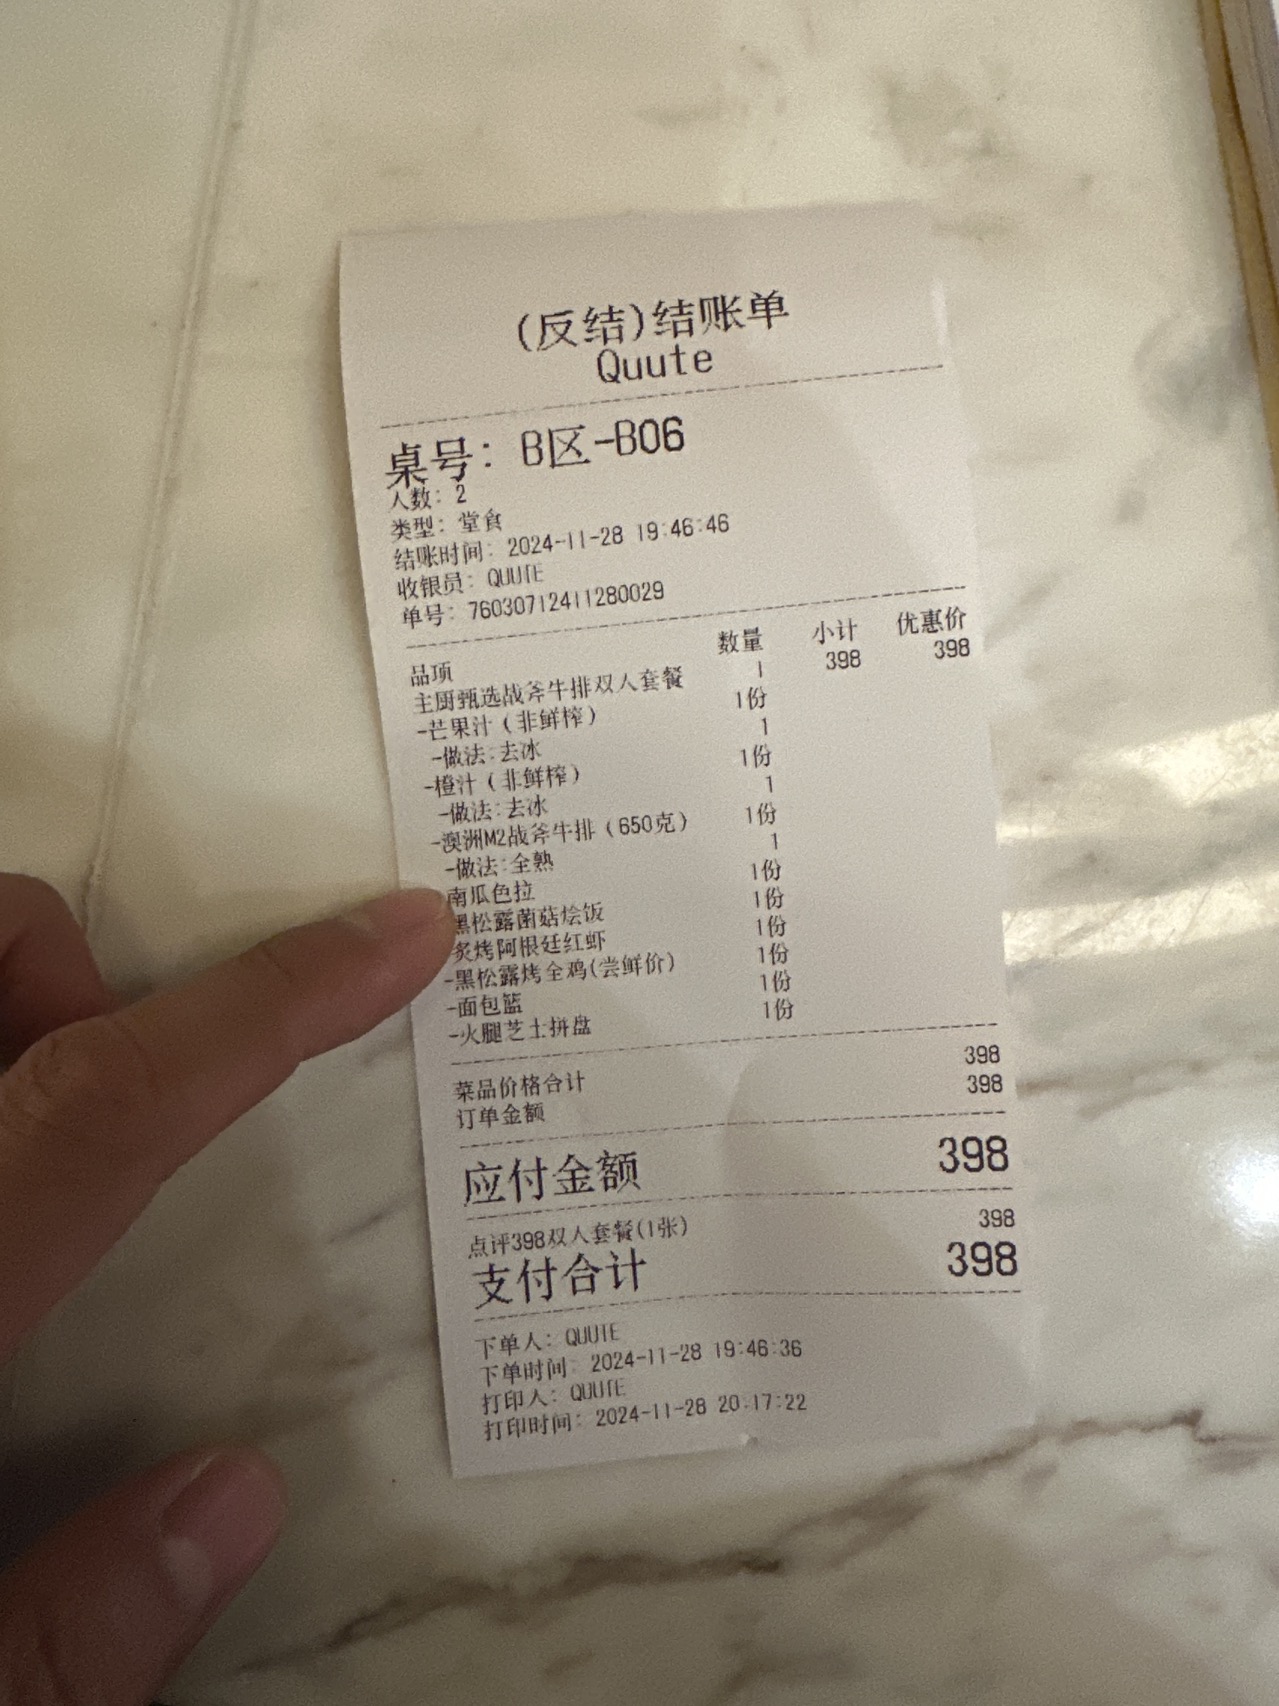 (反结)结账单
Quute
桌号: B区-B06
人数: 2
类型: 堂食
结账时间: 2024-11-28 19:46:46
收银员: QUUTE
单号: 76030712411280029
品项 数量 小计 优惠价
主厨甄选战斧牛排双人套餐 1 398 398
-芒果汁(非鲜榨) 1份
-做法:去冰 1
-橙汁(非鲜榨) 1份
-做法:去冰 1
-澳洲M2战斧牛排(650克) 1份
-做法:全熟 1
南瓜色拉 1份
黑松露菌菇烩饭 1份
-炙烤阿根廷红虾 1份
-黑松露烤全鸡(尝鲜价) 1份
-面包篮 1份
-火腿芝士拼盘 1份
菜品价格合计 398
订单金额 398
应付金额 398
点评398双人套餐(1张) 398
支付合计 398
下单人: QUUTE
下单时间: 2024-11-28 19:46:36
打印人: QUUTE
打印时间: 2024-11-28 20:17:22